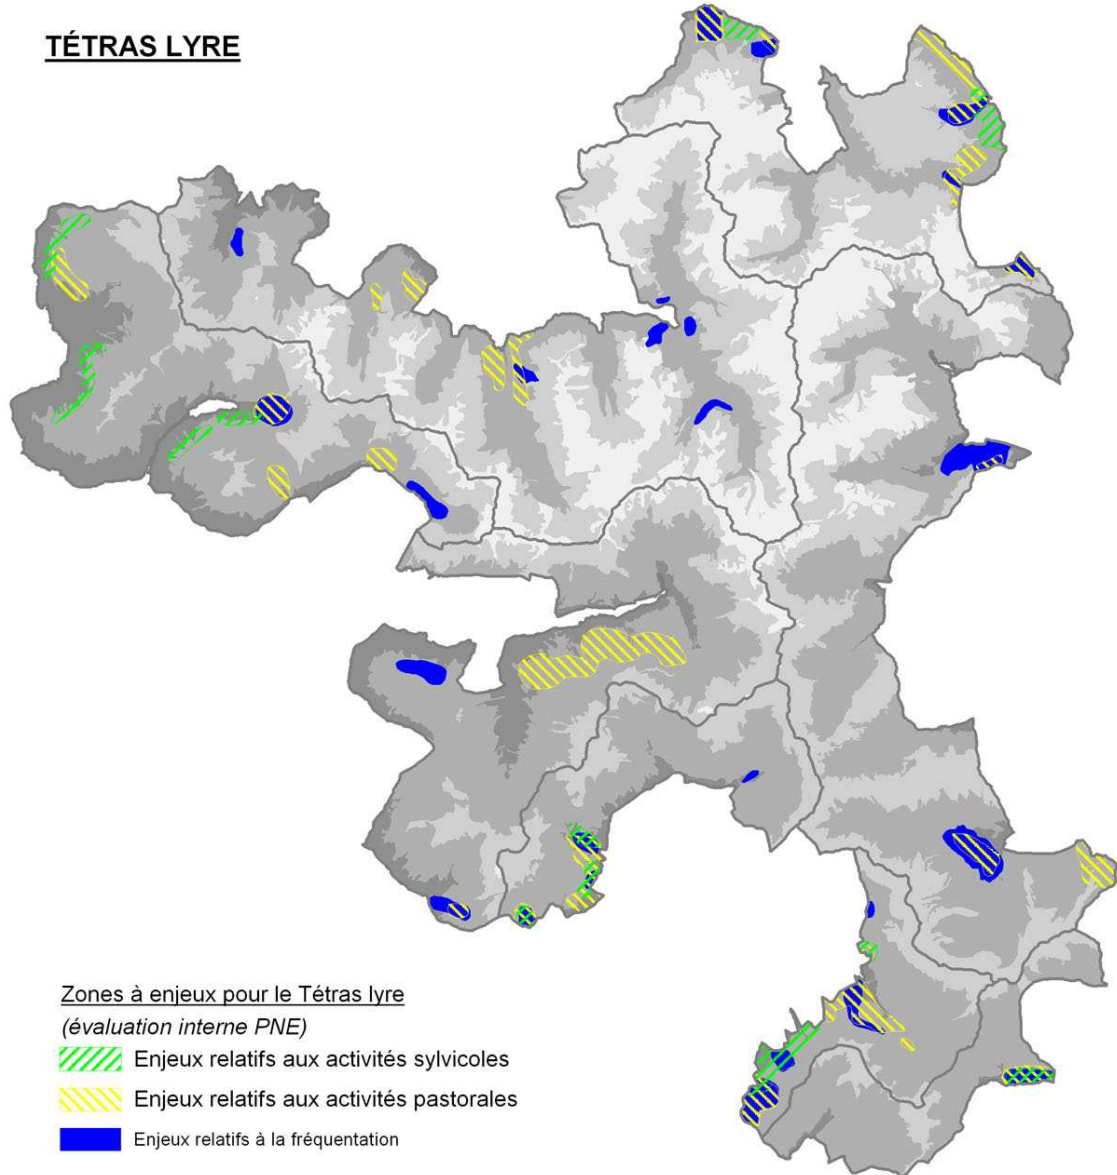 TÉTRAS LYRE
Zones à enjeux pour le Tétras lyre
(évaluation interne PNE)
Enjeux relatifs aux activités sylvicoles
Enjeux relatifs aux activités pastorales
Enjeux relatifs à la fréquentation